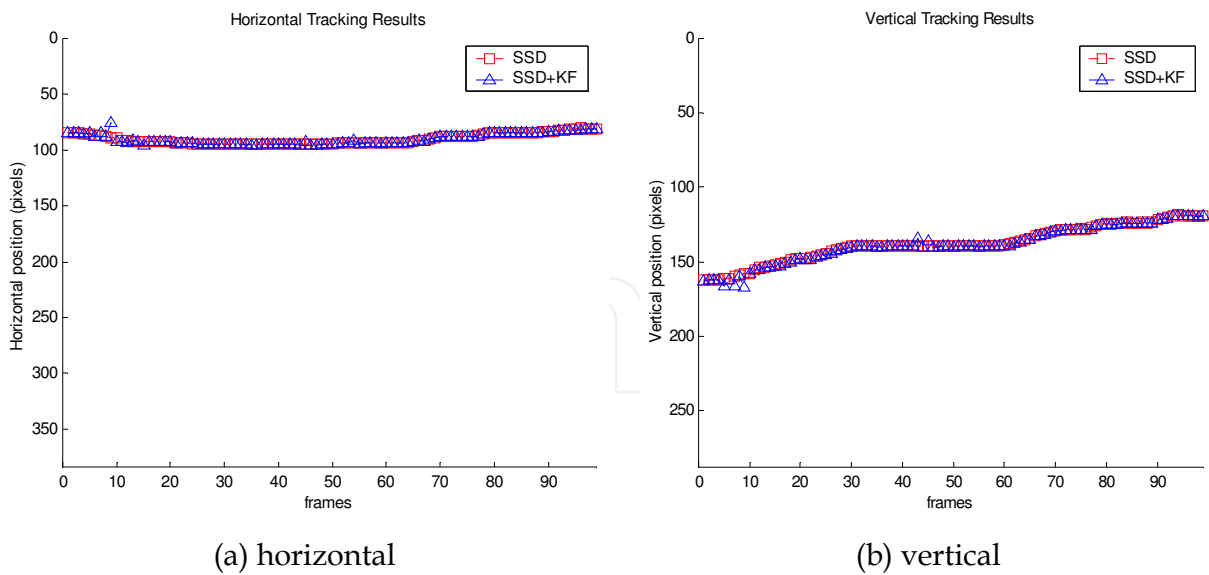 Horizontal Tracking Results
SSD
SSD+KF
0
50
100
150
200
250
300
350
Horizontal position (pixels)
0 10 20 30 40 50 60 70 80 90
frames
(a) horizontal
Vertical Tracking Results
SSD
SSD+KF
0
50
100
150
200
250
Vertical position (pixels)
0 10 20 30 40 50 60 70 80 90
frames
(b) vertical